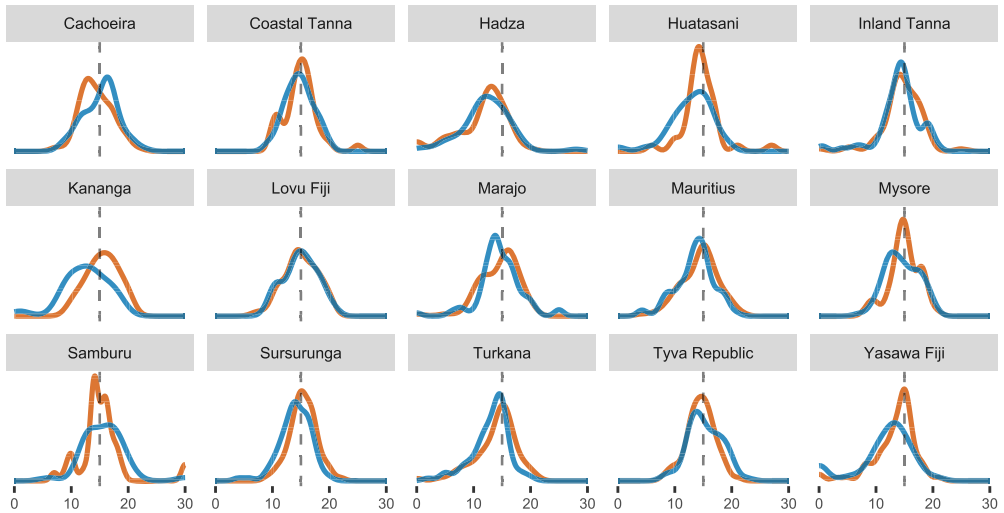 Cachoeira Coastal Tanna Hadza Huatasani Inland Tanna
Kananga Lovu Fiji Marajo Mauritius Mysore
Samburu Sursurunga Turkana Tyva Republic Yasawa Fiji
0 10 20 30 0 10 20 30 0 10 20 30 0 10 20 30 0 10 20 30